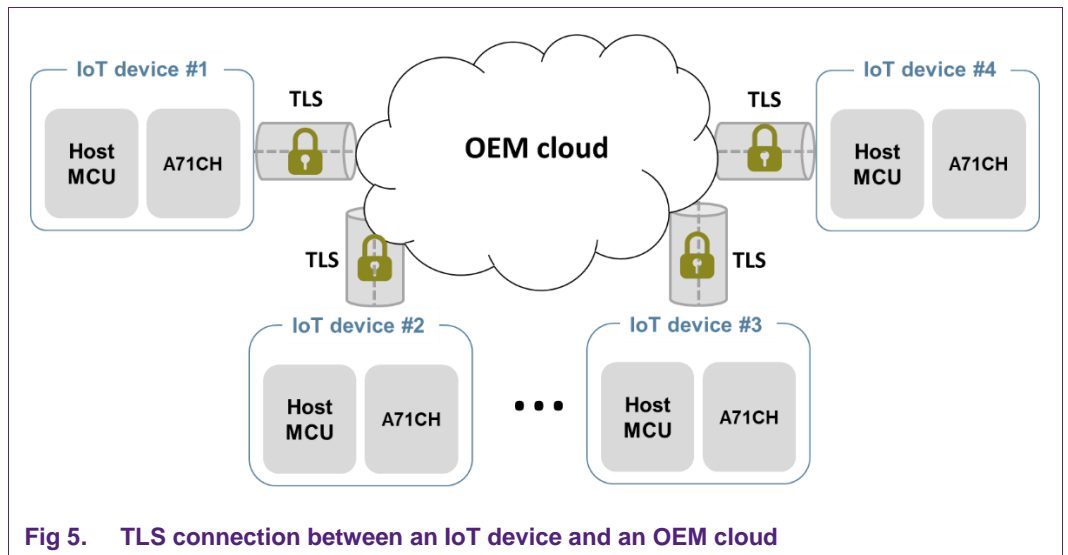 IoT device #1
Host
MCU
A71CH
TLS
OEM cloud
TLS
IoT device #4
Host
MCU
A71CH
TLS
TLS
IoT device #2
Host
MCU
A71CH
...
IoT device #3
Host
MCU
A71CH
Fig 5. TLS connection between an IoT device and an OEM cloud